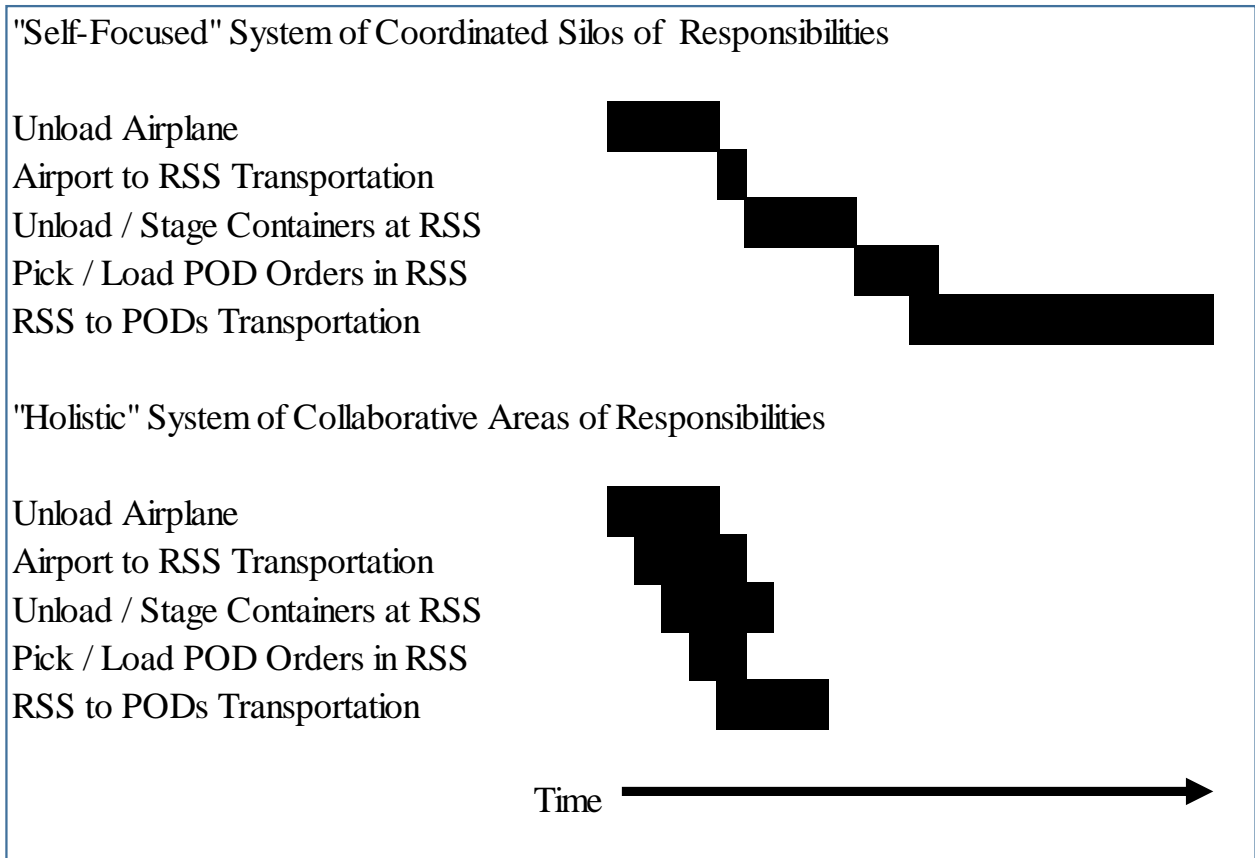 "Self-Focused" System of Coordinated Silos of Responsibilities
Unload Airplane
Airport to RSS Transportation
Unload / Stage Containers at RSS
Pick / Load POD Orders in RSS
RSS to PODs Transportation
"Holistic" System of Collaborative Areas of Responsibilities
Unload Airplane
Airport to RSS Transportation
Unload / Stage Containers at RSS
Pick / Load POD Orders in RSS
RSS to PODs Transportation
Time